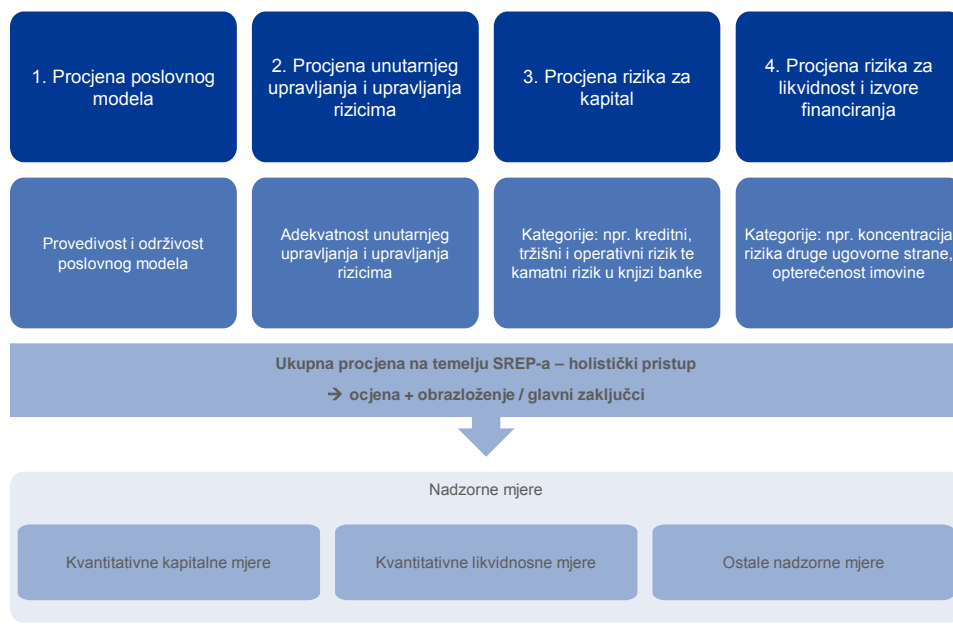 1. Procjena poslovnog
modela
2. Procjena unutarnjeg
upravljanja i upravljanja
rizicima
3. Procjena rizika za
kapital
4. Procjena rizika za
likvidnost i izvore
financiranja
Provedivost i održivost
poslovnog modela
Adekvatnost unutarnjeg
upravljanja i upravljanja
rizicima
Kategorije: npr. kreditni,
tržišni i operativni rizik te
kamatni rizik u knjizi banke
Kategorije: npr. koncentracija
rizika druge ugovorne strane,
opterećenost imovine
Ukupna procjena na temelju SREP-a – holistički pristup
→ ocjena + obrazloženje / glavni zaključci
Nadzorne mjere
Kvantitativne kapitalne mjere
Kvantitativne likvidnosne mjere
Ostale nadzorne mjere